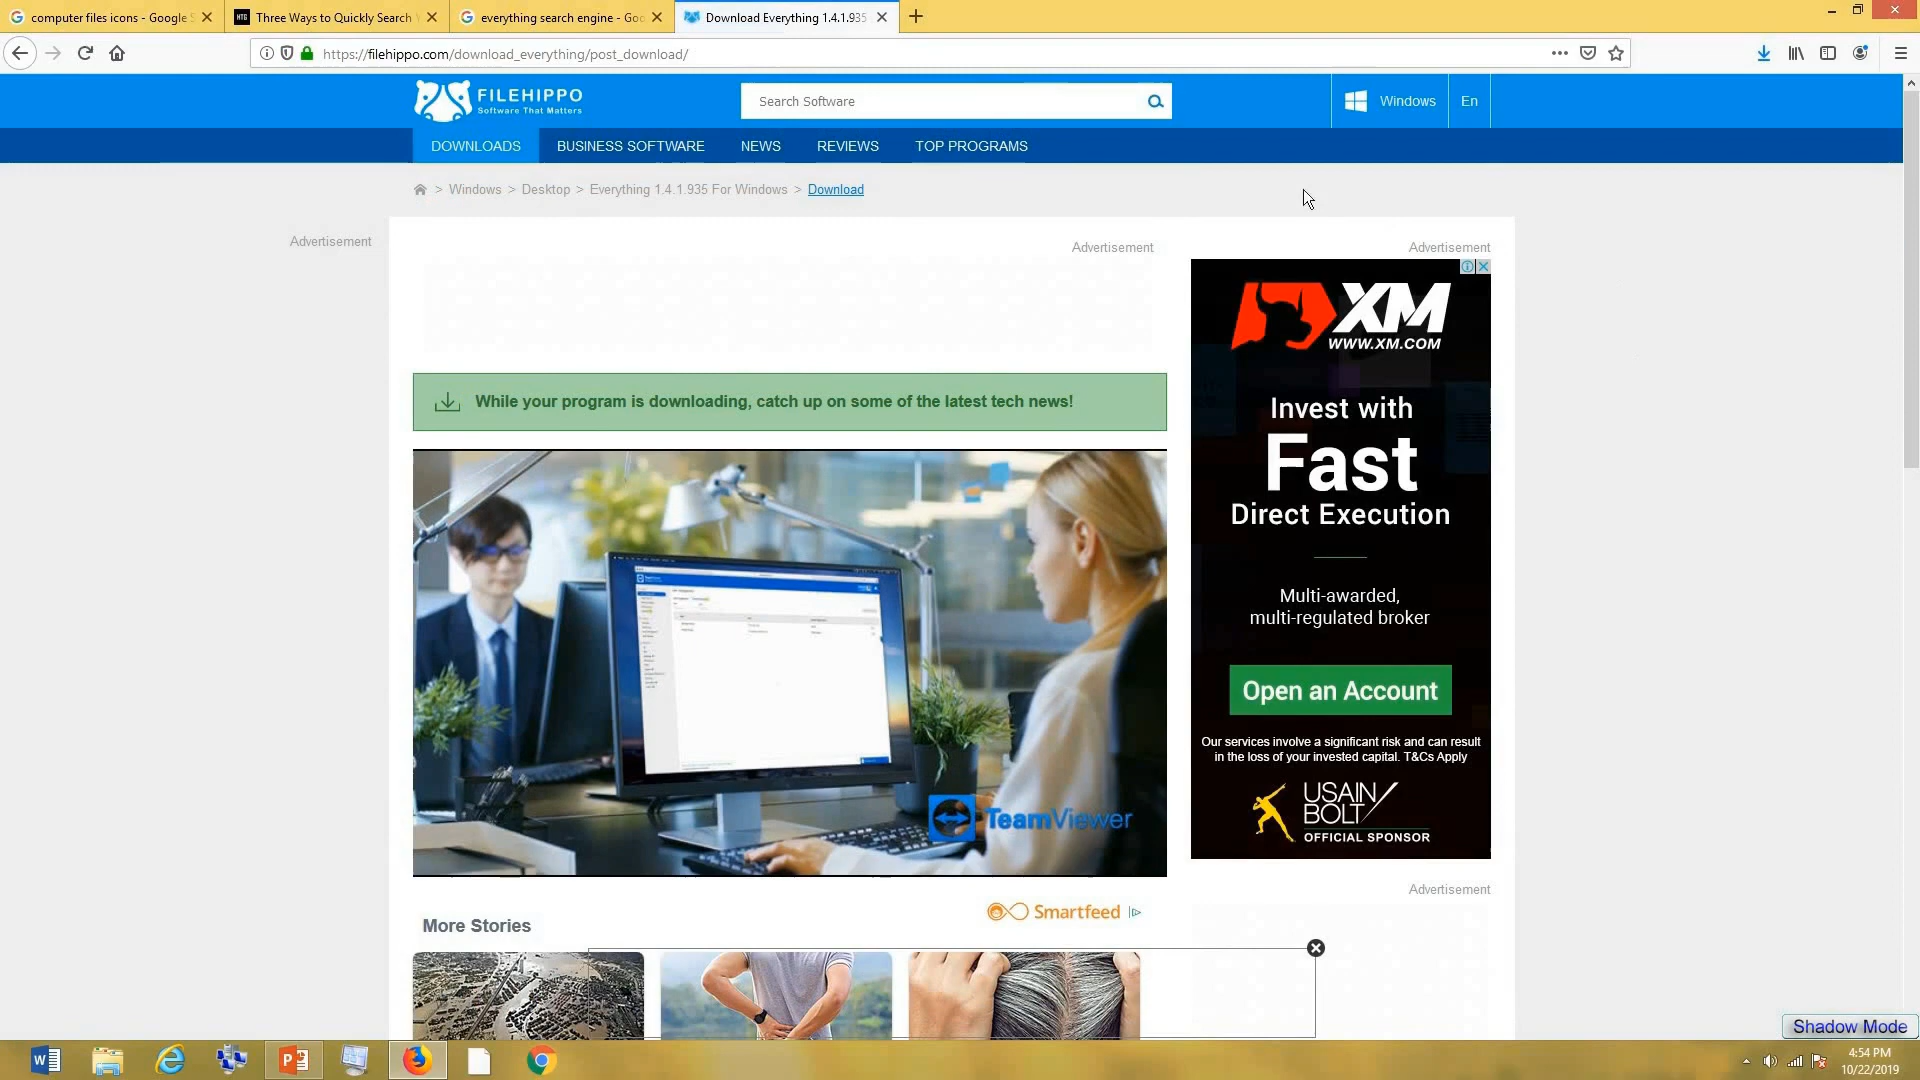 computer files icons - Google S
Three Ways to Quickly Search
everything search engine - Goo
Download Everything 1.4.1.935
https://filehippo.com/download_everything/post_download/
FILEHIPPO
Software That Matters
Search Software
Windows
En
DOWNLOADS
BUSINESS SOFTWARE
NEWS
REVIEWS
TOP PROGRAMS
> Windows > Desktop > Everything 1.4.1.935 For Windows > Download
Advertisement
Advertisement
Advertisement
XM
WWW.XM.COM
Invest with
Fast
Direct Execution
Multi-awarded,
multi-regulated broker
Open an Account
Our services involve a significant risk and can result
in the loss of your invested capital. T&Cs Apply
USAIN
BOLT
OFFICIAL SPONSOR
While your program is downloading, catch up on some of the latest tech news!
TeamViewer
Advertisement
Smartfeed
More Stories
Shadow Mode
4:54 PM
10/22/2019